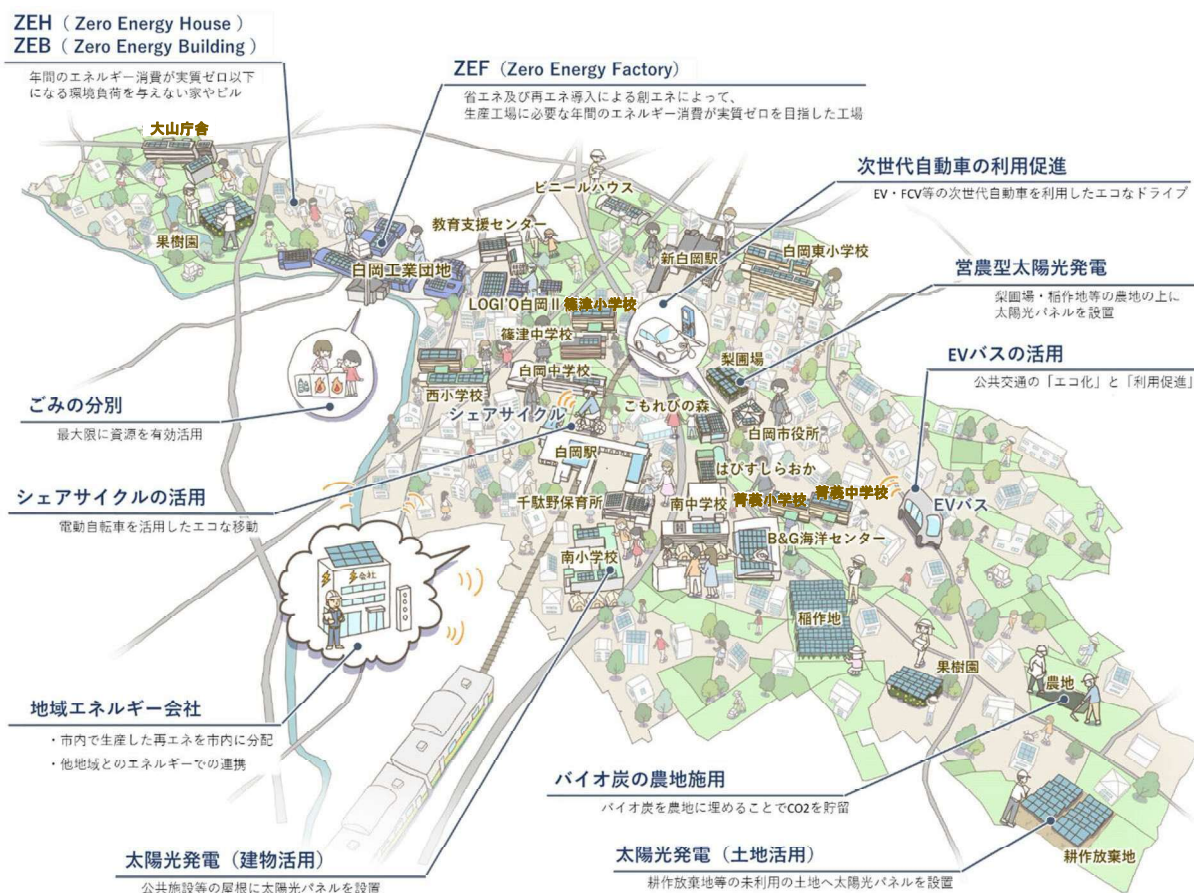 ZEH（ Zero Energy House ）
ZEB（ Zero Energy Building ）
年間のエネルギー消費が実質ゼロ以下
になる環境負荷を与えない家やビル
ZEF（Zero Energy Factory）
省エネ及び再エネ導入による創エネによって、
生産工場に必要な年間のエネルギー消費が実質ゼロを目指した工場
大山庁舎
果樹園
白岡工業団地
教育支援センター
ビニールハウス
新白岡駅
白岡東小学校
次世代自動車の利用促進
EV・FCV等の次世代自動車を利用したエコなドライブ
営農型太陽光発電
梨圃場・稲作地等の農地の上に
太陽光パネルを設置
LOGI'Q白岡Ⅱ
篠津小学校
篠津中学校
梨圃場
EVバスの活用
公共交通の「エコ化」と「利用促進」
白岡中学校
西小学校
シェアサイクル
こもれびの森
白岡市役所
ごみの分別
最大限に資源を有効活用
白岡駅
はぴすしらおか
シェアサイクルの活用
電動自転車を活用したエコな移動
千駄野保育所
南中学校
菁莪小学校
菁莪中学校
EVバス
B&G海洋センター
南小学校
会社
稲作地
果樹園
農地
地域エネルギー会社
・市内で生産した再エネを市内に分配
・他地域とのエネルギーでの連携
バイオ炭の農地施用
バイオ炭を農地に埋めることでCO2を貯留
太陽光発電（建物活用）
公共施設等の屋根に太陽光パネルを設置
太陽光発電（土地活用）
耕作放棄地等の未利用の土地へ太陽光パネルを設置
耕作放棄地